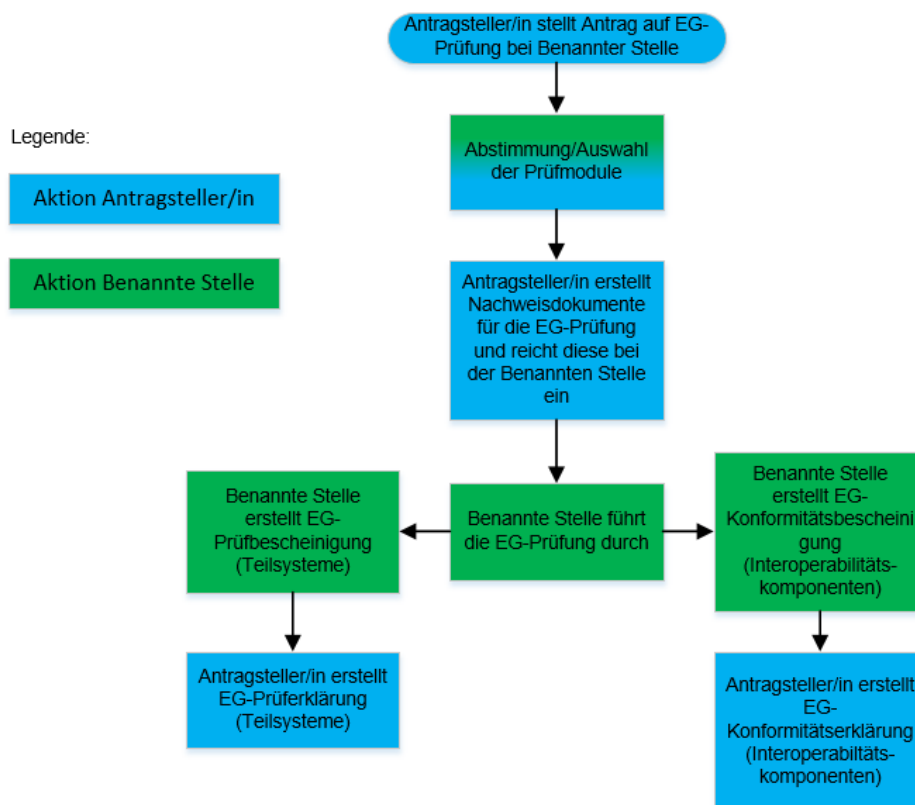 Antragsteller/in stellt Antrag auf EG-
Prüfung bei Benannter Stelle
Legende:
Aktion Antragsteller/in
Aktion Benannte Stelle
Abstimmung/Auswahl
der Prüfmodule
Antragsteller/in erstellt
Nachweisdokumente
für die EG-Prüfung
und reicht diese bei
der Benannten Stelle
ein
Benannte Stelle führt
die EG-Prüfung durch
Benannte Stelle
erstellt EG-
Prüfbescheinigung
(Teilsysteme)
Antragsteller/in erstellt
EG-Prüferklärung
(Teilsysteme)
Benannte Stelle
erstellt EG-
Konformitätsbescheini
gung
(Interoperabilitäts-
komponenten)
Antragsteller/in erstellt
EG-
Konformitätserklärung
(Interoperabiltäts-
komponenten)